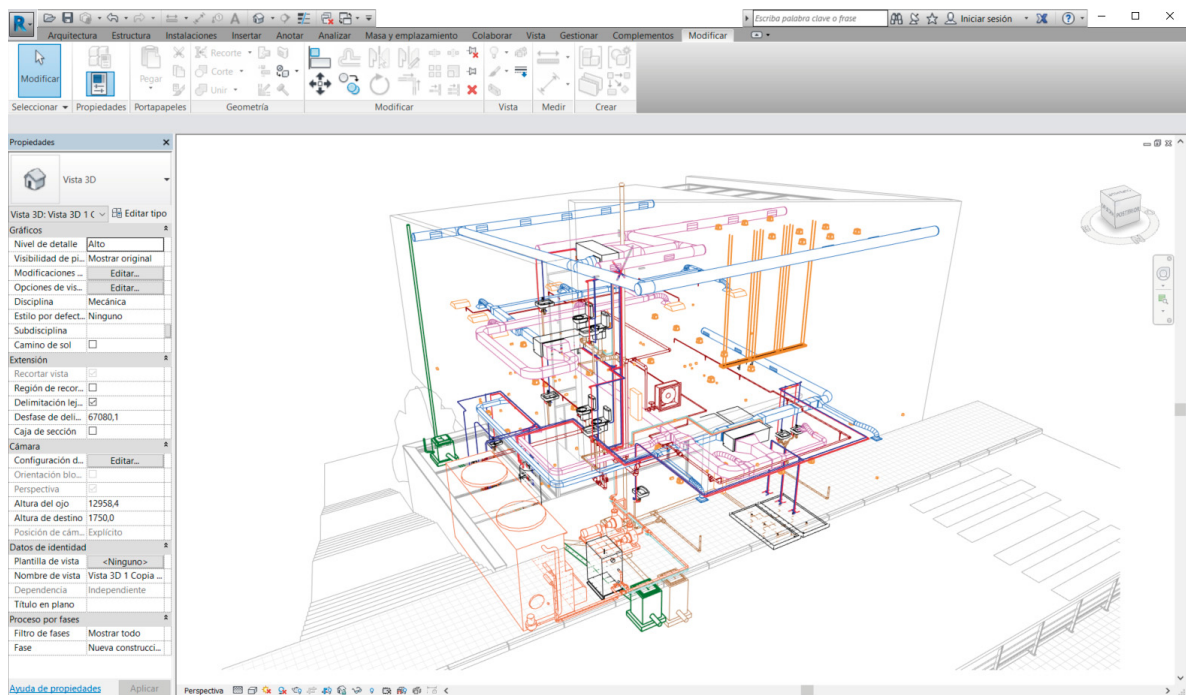 R
Escriba palabra clave o frase
Iniciar sesión
Arquitectura Estructura Instalaciones Insertar Anotar Analizar Masa y emplazamiento Colaborar Vista Gestionar Complementos Modificar
Modificar
Pegar
Recorte
Corte
Unir
Seleccionar Propiedades Portapapeles Geometría Modificar Vista Medir Crear
Propiedades
Vista 3D
Vista 3D: Vista 3D 1 C Editar tipo
Gráficos
Nivel de detalle Alto
Visibilidad de pi... Mostrar original
Modificaciones ... Editar...
Opciones de vis... Editar...
Disciplina Mecánica
Estilo por defect... Ninguno
Subdisciplina
Camino de sol
Extensión
Recortar vista
Región de recor...
Delimitación lej...
Desfase de deli... 67080,1
Caja de sección
Cámara
Configuración d... Editar...
Orientación blo...
Perspectiva
Altura del ojo 12958,4
Altura de destino 1750,0
Posición de cám... Explícito
Datos de identidad
Plantilla de vista <Ninguno>
Nombre de vista Vista 3D 1 Copia ...
Dependencia Independiente
Título en plano
Proceso por fases
Filtro de fases Mostrar todo
Fase Nueva construcci...
Ayuda de propiedades Aplicar
Perspectiva